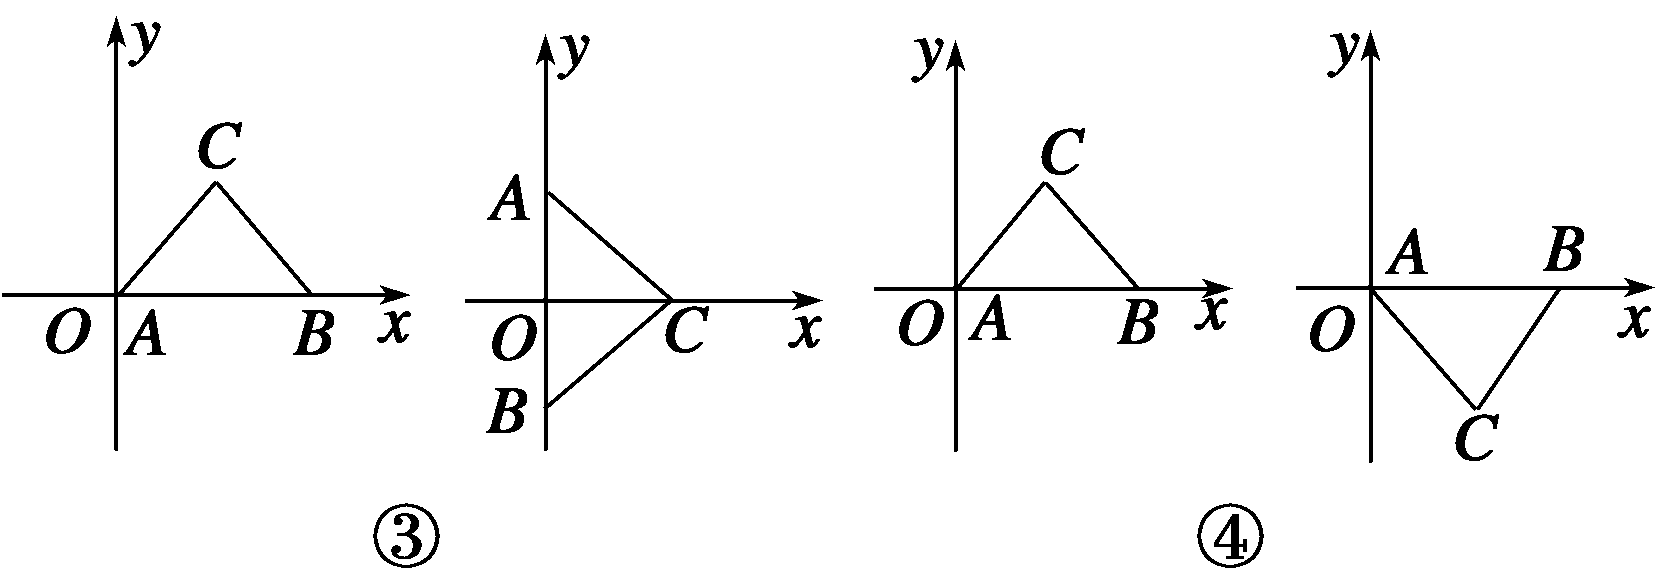 y y y y
C C
A A B
O A B x O C x O A B x O x
B C
③ ④